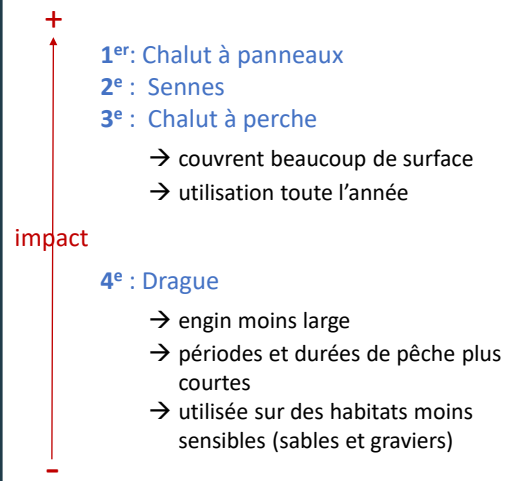 +
1er: Chalut à panneaux
2e : Sennes
3e : Chalut à perche
→ couvrent beaucoup de surface
→ utilisation toute l’année
impact
4e : Drague
→ engin moins large
→ périodes et durées de pêche plus
courtes
→ utilisée sur des habitats moins
sensibles (sables et graviers)
-